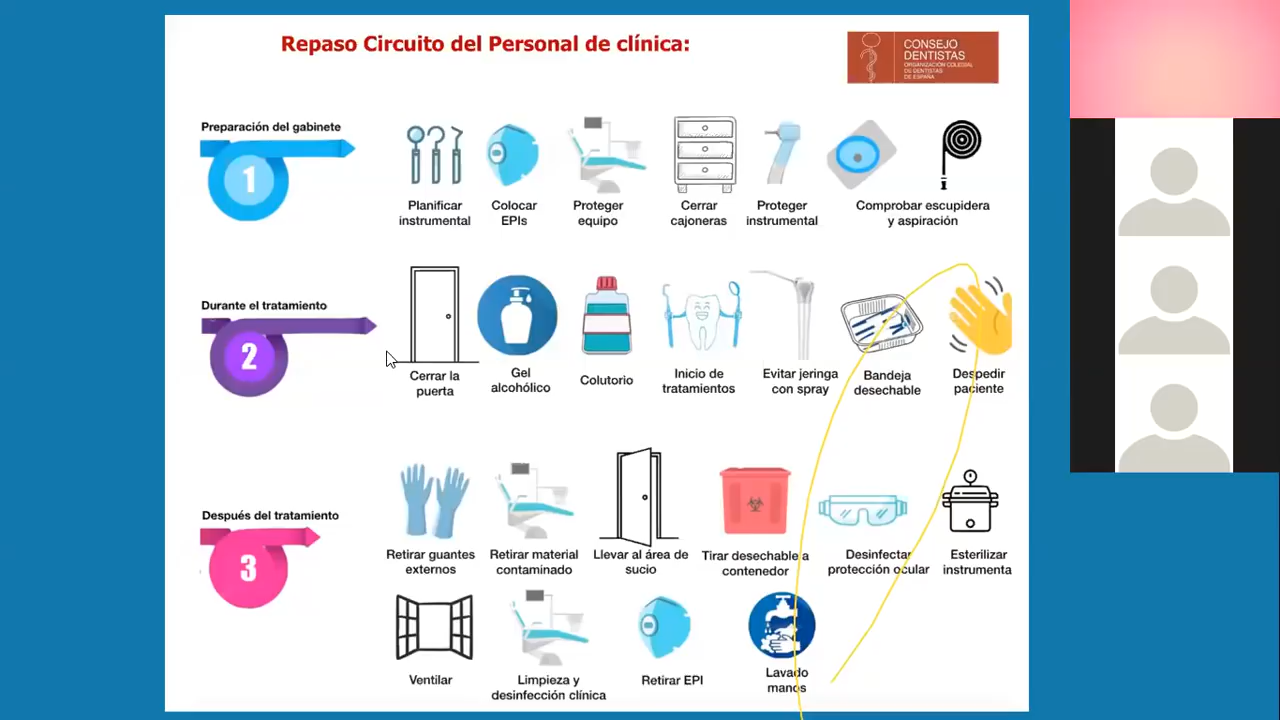 Repaso Circuito del Personal de clínica:
CONSEJO
DENTISTAS
ORGANIZACIÓN COLEGIAL
DE DENTISTAS
DE ESPAÑA
Preparación del gabinete
1
Planificar
instrumental
Colocar
EPIs
Proteger
equipo
Cerrar
cajoneras
Proteger
instrumental
Comprobar escupidera
y aspiración
Durante el tratamiento
2
Cerrar la
puerta
Gel
alcohólico
Colutorio
Inicio de
tratamientos
Evitar jeringa
con spray
Bandeja
desechable
Despedir
paciente
Después del tratamiento
3
Retirar guantes
externos
Retirar material
contaminado
Llevar al área de
sucio
Tirar desechable a
contenedor
Desinfectar
protección ocular
Esterilizar
instrumenta
Ventilar
Limpieza y
desinfección clínica
Retirar EPI
Lavado
manos